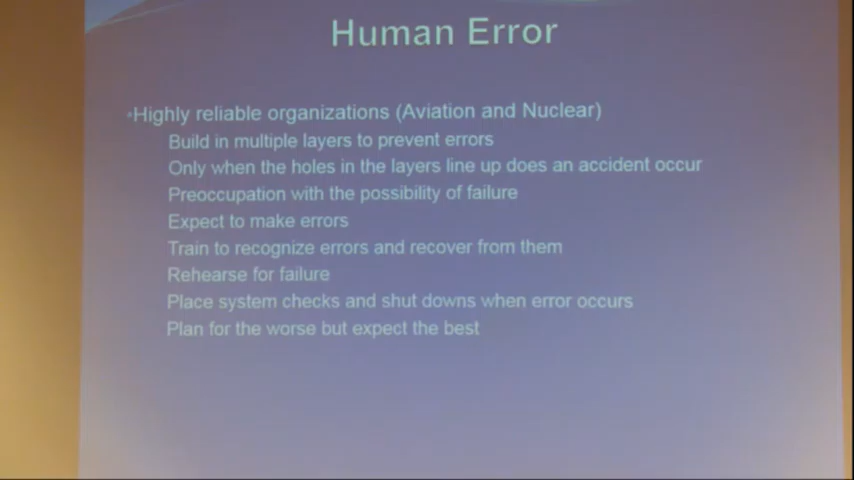 Human Error
•Highly reliable organizations (Aviation and Nuclear)
Build in multiple layers to prevent errors
Only when the holes in the layers line up does an accident occur
Preoccupation with the possibility of failure
Expect to make errors
Train to recognize errors and recover from them
Rehearse for failure
Place system checks and shut downs when error occurs
Plan for the worse but expect the best